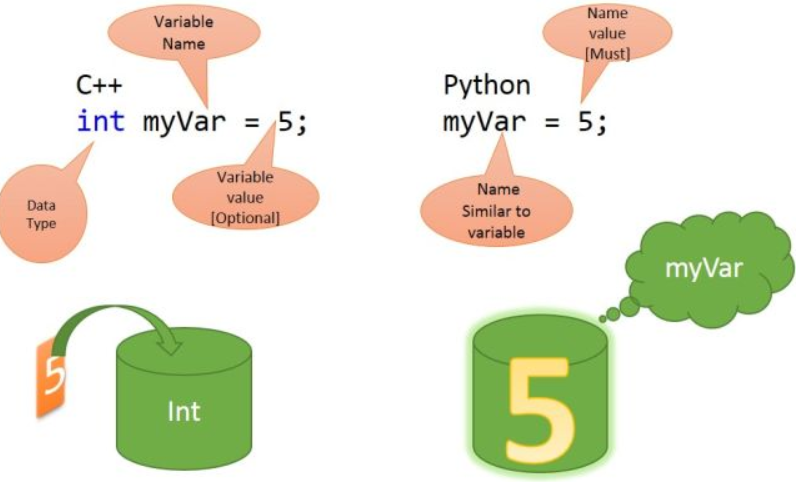 Variable
Name
C++
int myVar = 5;
Data
Type
Variable
value
[Optional]
5
Int
Name
value
[Must]
Python
myVar = 5;
Name
Similar to
variable
myVar
5